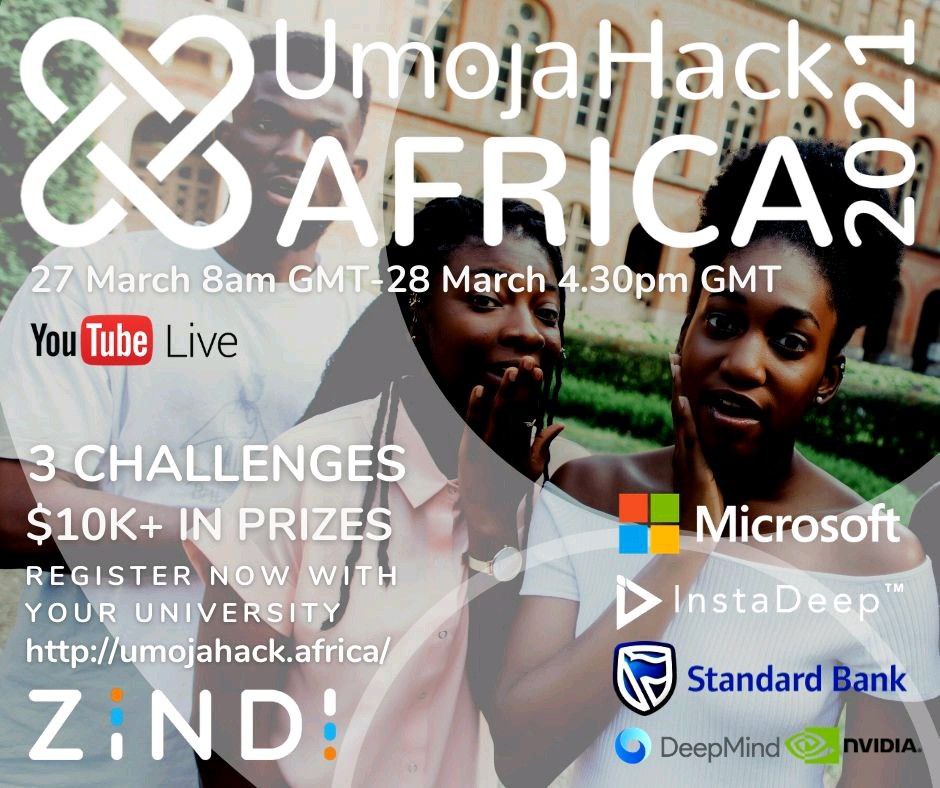 UmojaHack
AFRICA
2021
27 March 8am GMT-28 March 4.30pm GMT
YouTube Live
3 CHALLENGES
$10K+ IN PRIZES
REGISTER NOW WITH
YOUR UNIVERSITY
http://umojahack.africa/
ZINDI
Microsoft
InstaDeep™
Standard Bank
DeepMind NVIDIA.